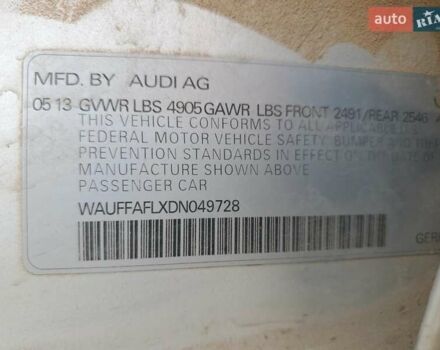 AUTO
RIA
MFD. BY AUDI AG
05 13 GVWR LBS 4905 GAWR LBS FRONT 2491/REAR 2546
THIS VEHICLE CONFORMS TO ALL APPLICABLE
FEDERAL MOTOR VEHICLE SAFETY, BUMPER AND
PREVENTION STANDARDS IN EFFECT ON THE DATE OF
MANUFACTURE SHOWN ABOVE
PASSENGER CAR
WAUFFAFLXDN049728